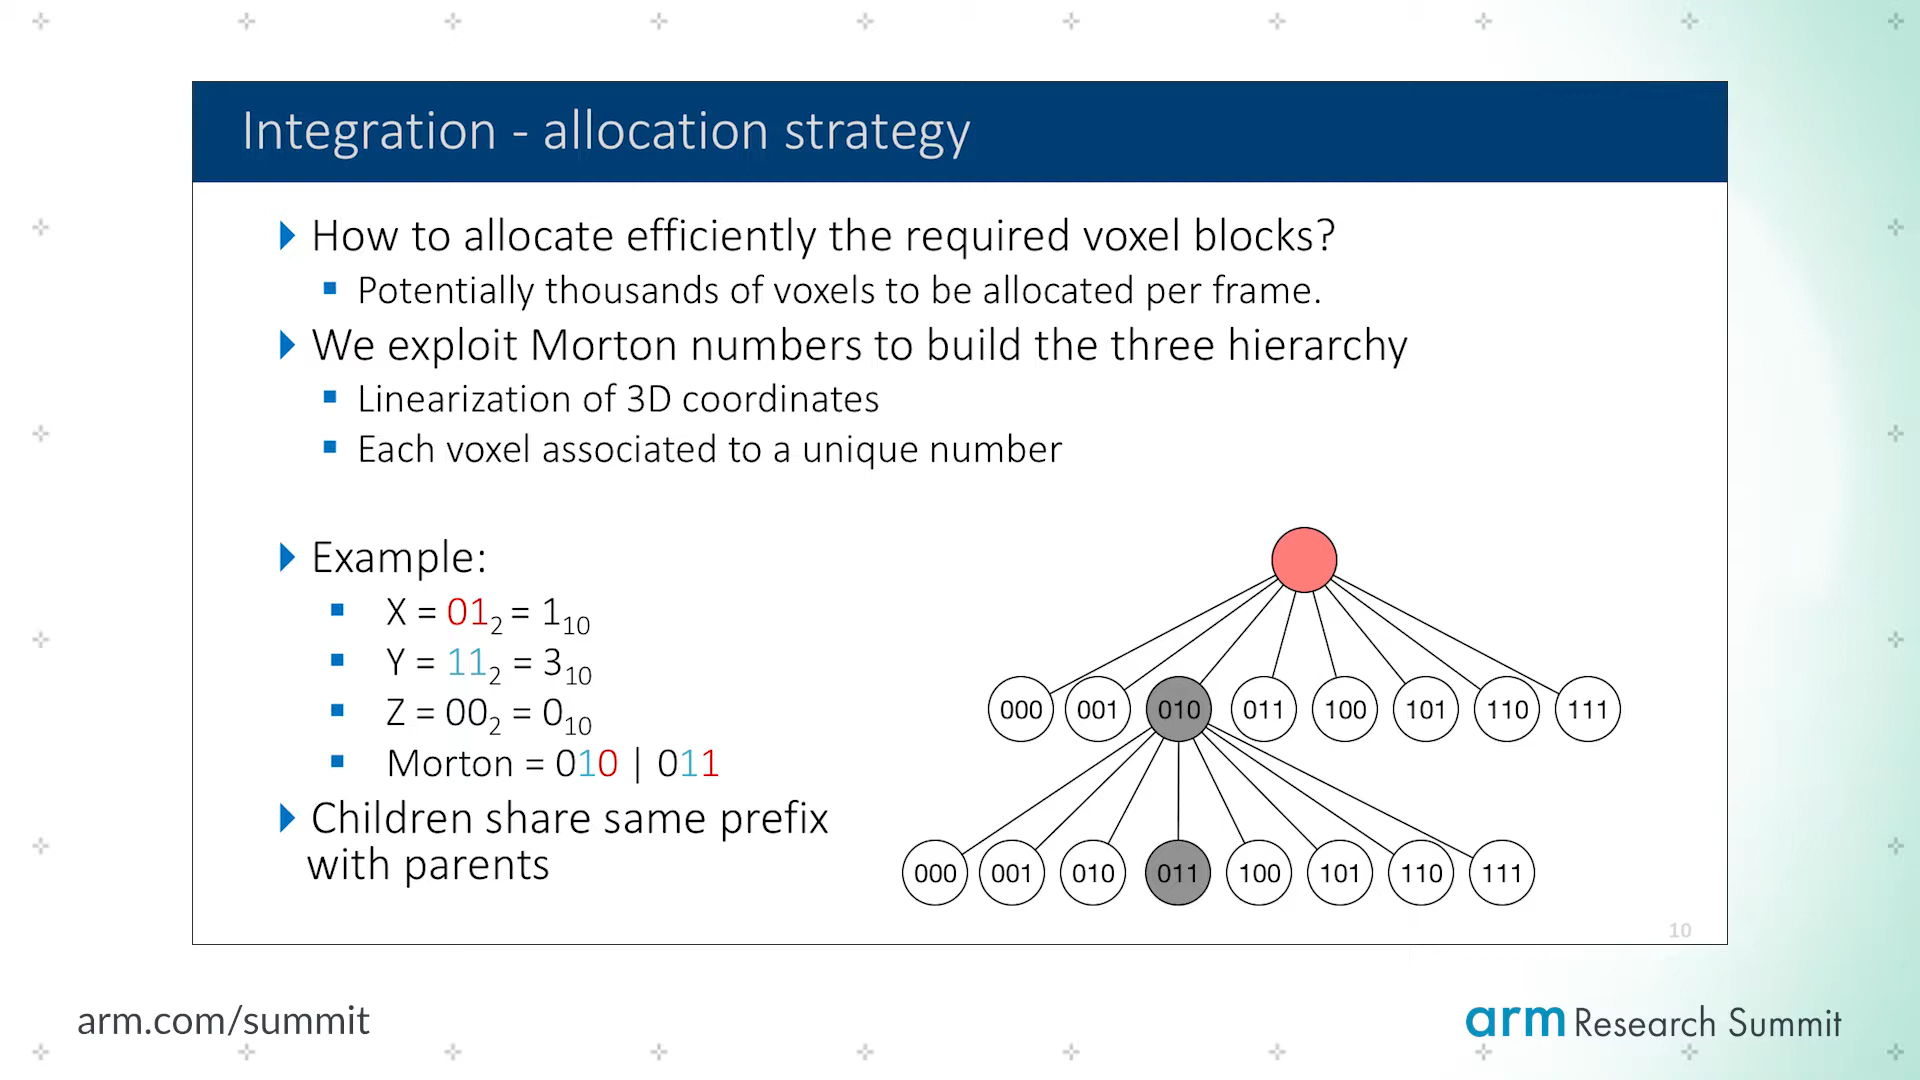 Integration - allocation strategy
How to allocate efficiently the required voxel blocks?
Potentially thousands of voxels to be allocated per frame.
We exploit Morton numbers to build the three hierarchy
Linearization of 3D coordinates
Each voxel associated to a unique number
Example:
X = 01₂ = 1₁₀
Y = 11₂ = 3₁₀
Z = 00₂ = 0₁₀
Morton = 010 | 011
Children share same prefix
with parents
000 001 010 011 100 101 110 111
000 001 010 011 100 101 110 111
10
arm.com/summit
arm Research Summit